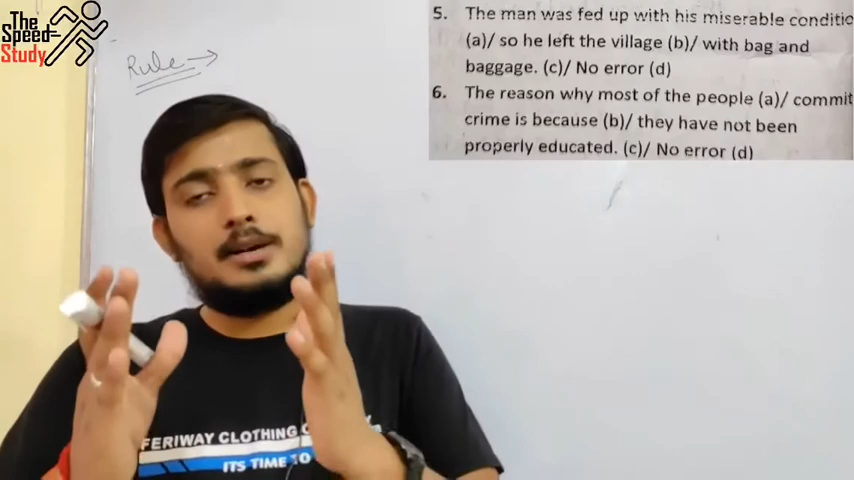 The
Speed
Study
Rule →
5. The man was fed up with his miserable conditio
(a)/ so he left the village (b)/ with bag and
baggage. (c)/ No error (d)
6. The reason why most of the people (a)/ commit
crime is because (b)/ they have not been
properly educated. (c)/ No error (d)
FERIWAY CLOTHING
ITS TIME TO